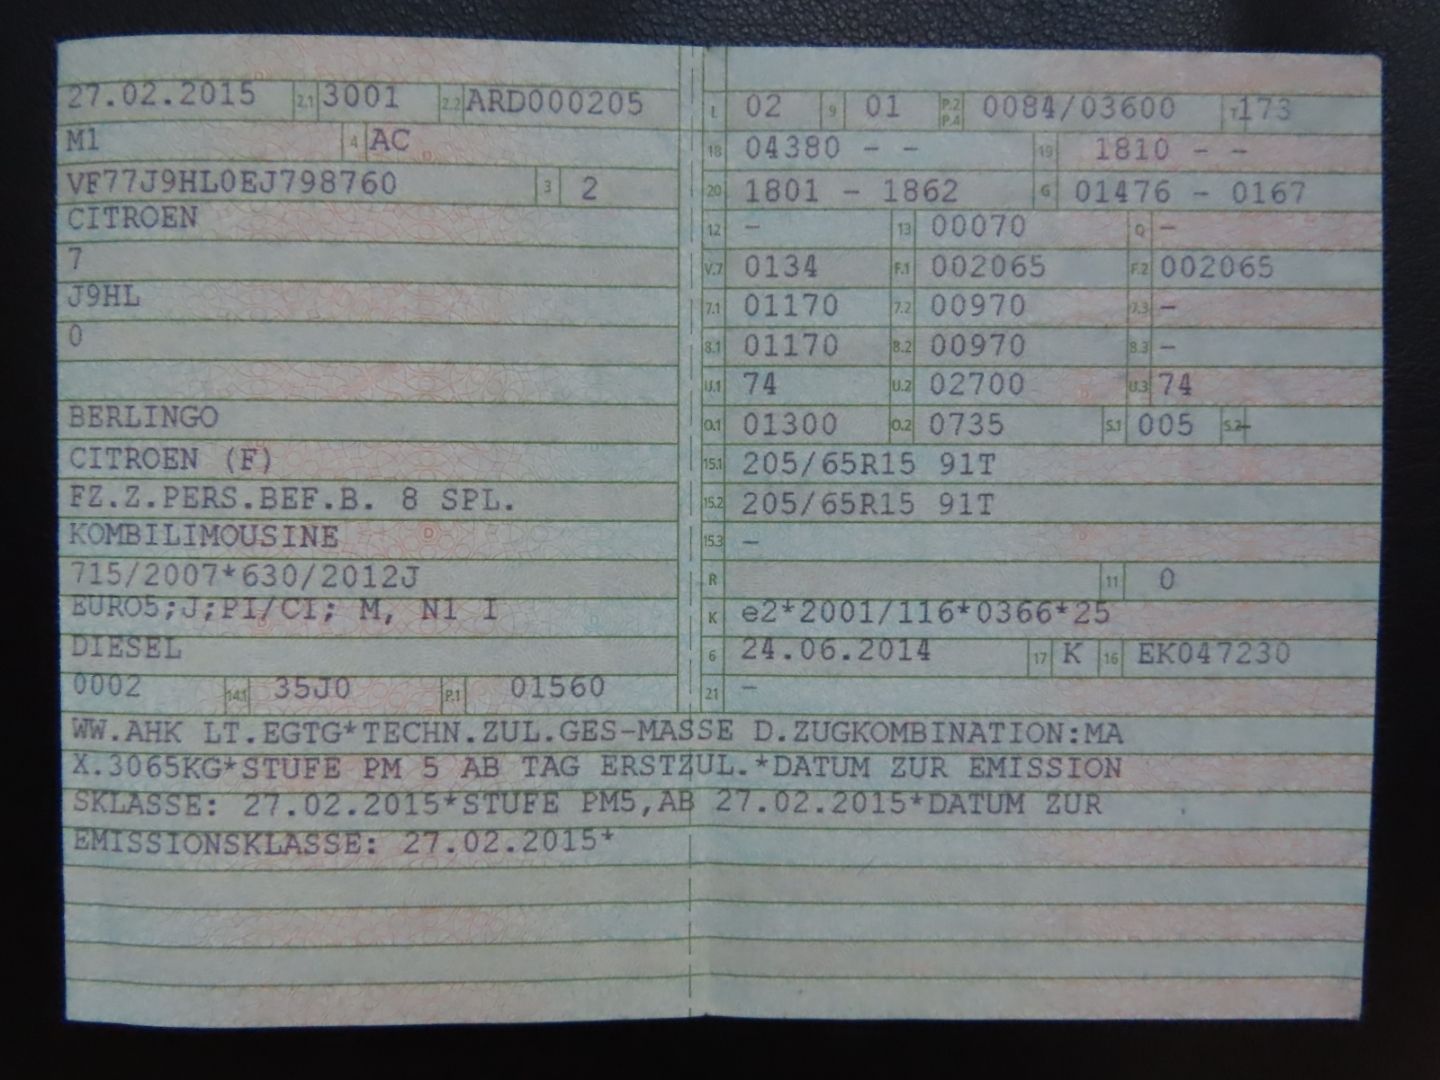 27.02.2015 2.1 3001 2.2 ARD000205
M1 4 AC
VF77J9HL0EJ798760 3 2
CITROEN
7
J9HL
0
BERLINGO
CITROEN (F)
FZ.Z.PERS.BEF.B. 8 SPL.
KOMBILIMOUSINE
715/2007*630/2012J
EURO5;J;PI/CI; M, N1 I
DIESEL
0002 14.1 35J0 P.1 01560
L 02 9 01 P.2 P.4 0084/03600 T 173
18 04380 - - 19 1810 - -
20 1801 - 1862 G 01476 - 0167
12 - 13 00070 Q -
V.7 0134 F.1 002065 F.2 002065
7.1 01170 7.2 00970 7.3 -
8.1 01170 8.2 00970 8.3 -
U.1 74 U.2 02700 U.3 74
O.1 01300 O.2 0735 S.1 005 S.2 -
15.1 205/65R15 91T
15.2 205/65R15 91T
15.3 -
R 11 0
K e2*2001/116*0366*25
6 24.06.2014 17 K 16 EK047230
21 -
WW.AHK LT.EGTG*TECHN.ZUL.GES-MASSE D.ZUGKOMBINATION:MA
X.3065KG*STUFE PM 5 AB TAG ERSTZUL.*DATUM ZUR EMISSION
SKLASSE: 27.02.2015*STUFE PM5,AB 27.02.2015*DATUM ZUR
EMISSIONSKLASSE: 27.02.2015*